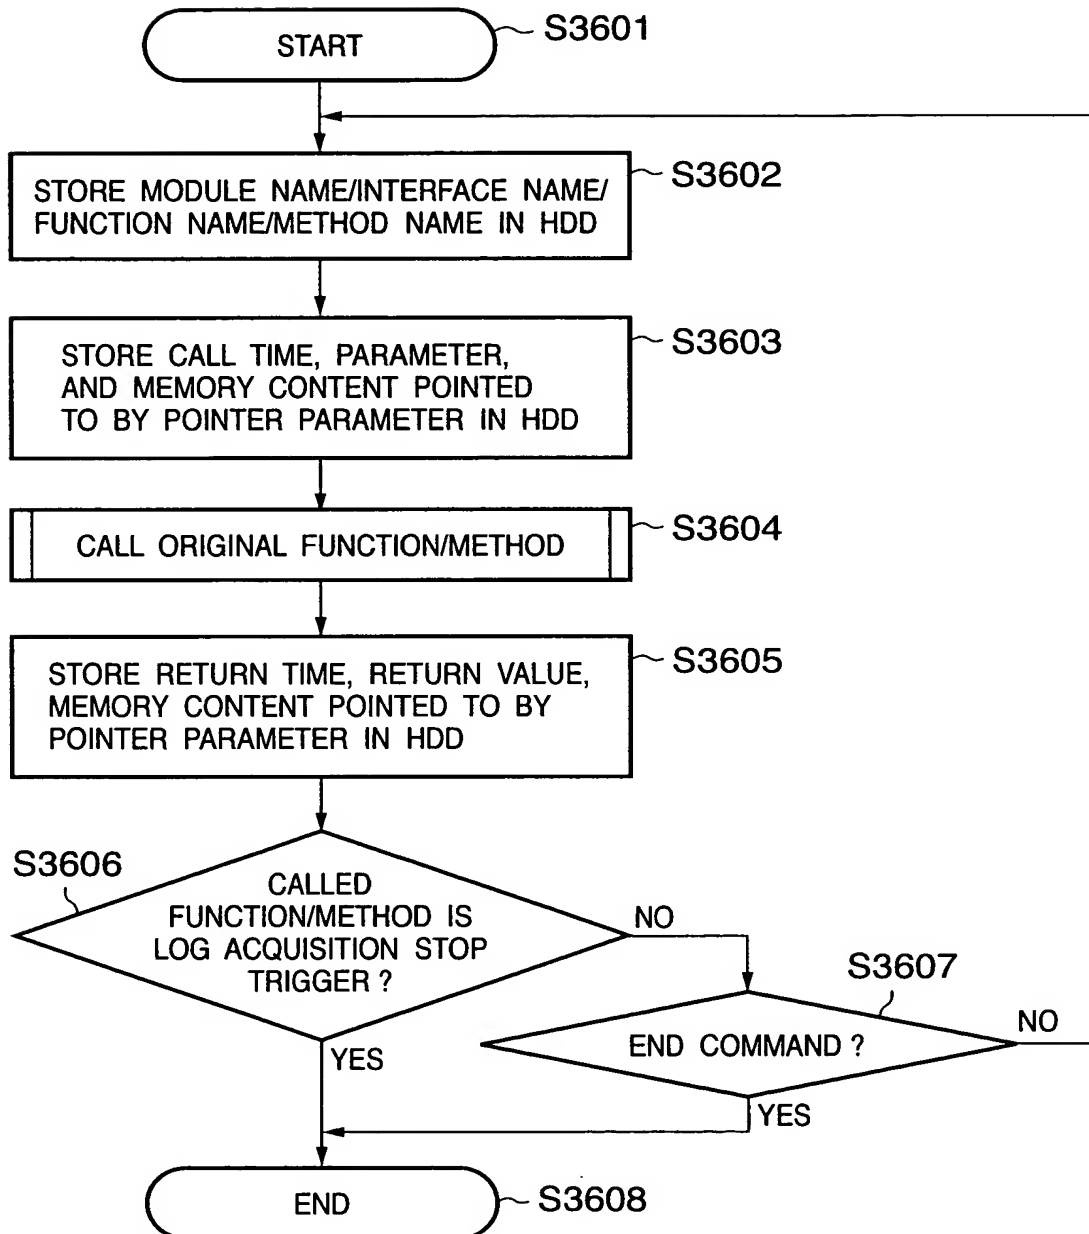 START
S3601
STORE MODULE NAME/INTERFACE NAME/
FUNCTION NAME/METHOD NAME IN HDD
S3602
STORE CALL TIME, PARAMETER,
AND MEMORY CONTENT POINTED
TO BY POINTER PARAMETER IN HDD
S3603
CALL ORIGINAL FUNCTION/METHOD
S3604
STORE RETURN TIME, RETURN VALUE,
MEMORY CONTENT POINTED TO BY
POINTER PARAMETER IN HDD
S3605
S3606
CALLED
FUNCTION/METHOD IS
LOG ACQUISITION STOP
TRIGGER ?
NO
YES
S3607
END COMMAND ?
NO
YES
END
S3608